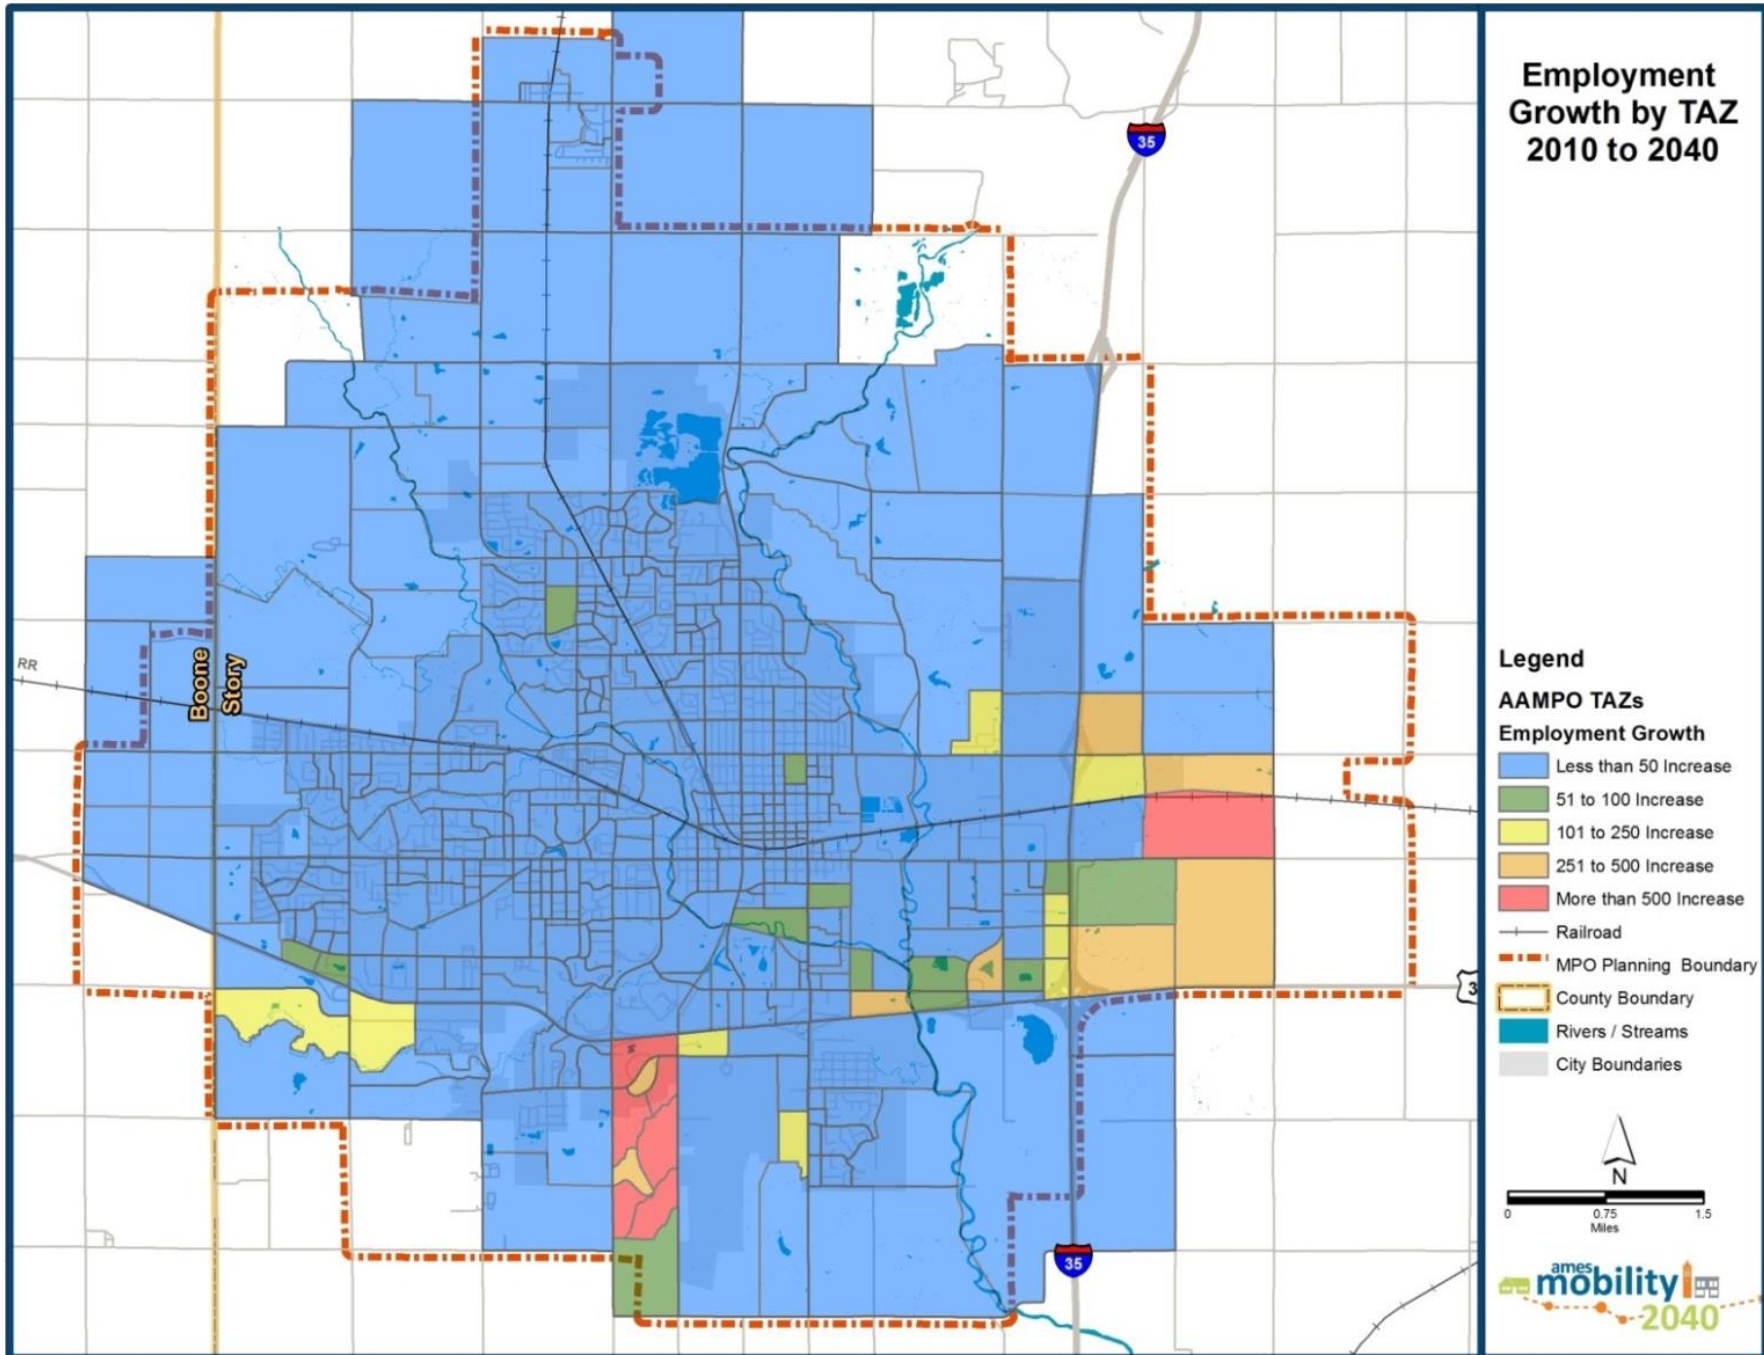 Employment
Growth by TAZ
2010 to 2040
35
RR
Boone
Story
3
35
Legend
AAMPO TAZs
Employment Growth
Less than 50 Increase
51 to 100 Increase
101 to 250 Increase
251 to 500 Increase
More than 500 Increase
Railroad
MPO Planning Boundary
County Boundary
Rivers / Streams
City Boundaries
N
0 0.75 1.5
Miles
ames
mobility
2040